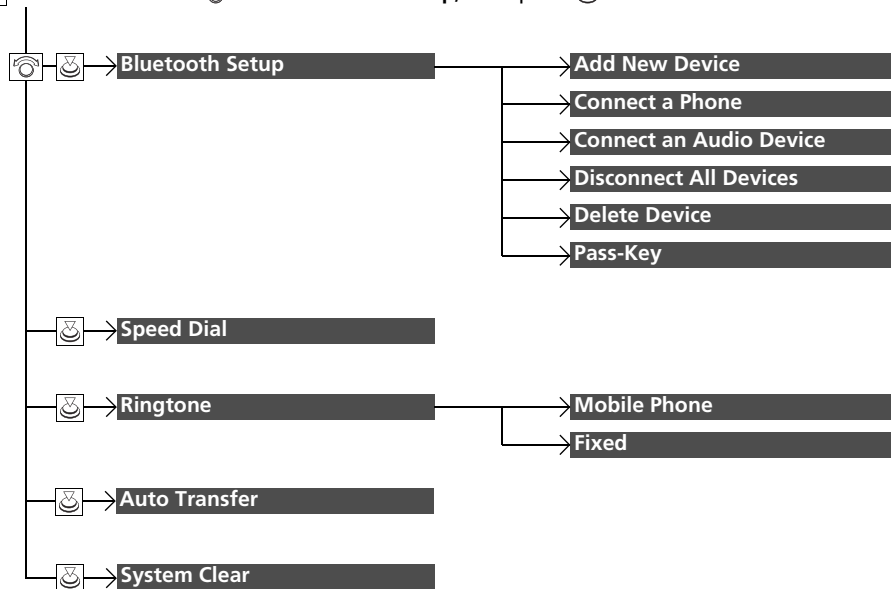 Bluetooth Setup
Add New Device
Connect a Phone
Connect an Audio Device
Disconnect All Devices
Delete Device
Pass-Key
Speed Dial
Ringtone
Mobile Phone
Fixed
Auto Transfer
System Clear